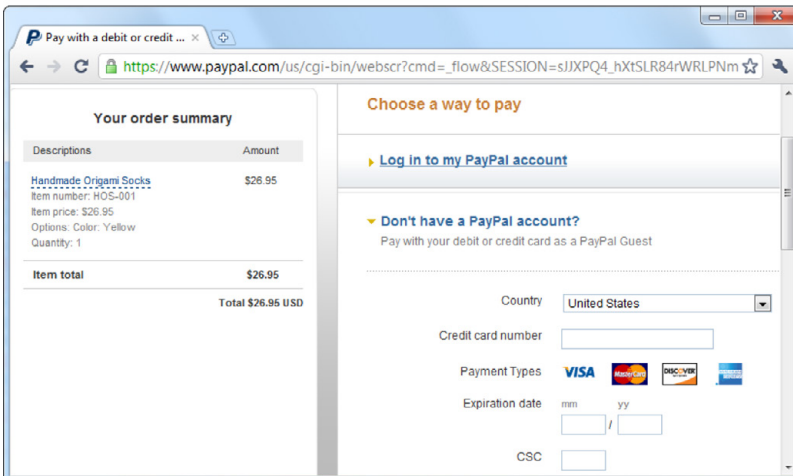 Pay with a debit or credit ...
https://www.paypal.com/us/cgi-bin/webscr?cmd=_flow&SESSION=sJJXPQ4_hXtSLR84rWRLPNm
Your order summary
Descriptions Amount
Handmade Origami Socks $26.95
Item number: HOS-001
Item price: $26.95
Options: Color: Yellow
Quantity: 1
Item total $26.95
Total $26.95 USD
Choose a way to pay
Log in to my PayPal account
Don't have a PayPal account?
Pay with your debit or credit card as a PayPal Guest
Country United States
Credit card number
Payment Types VISA MasterCard DISCOVER
Expiration date mm yy
/
CSC